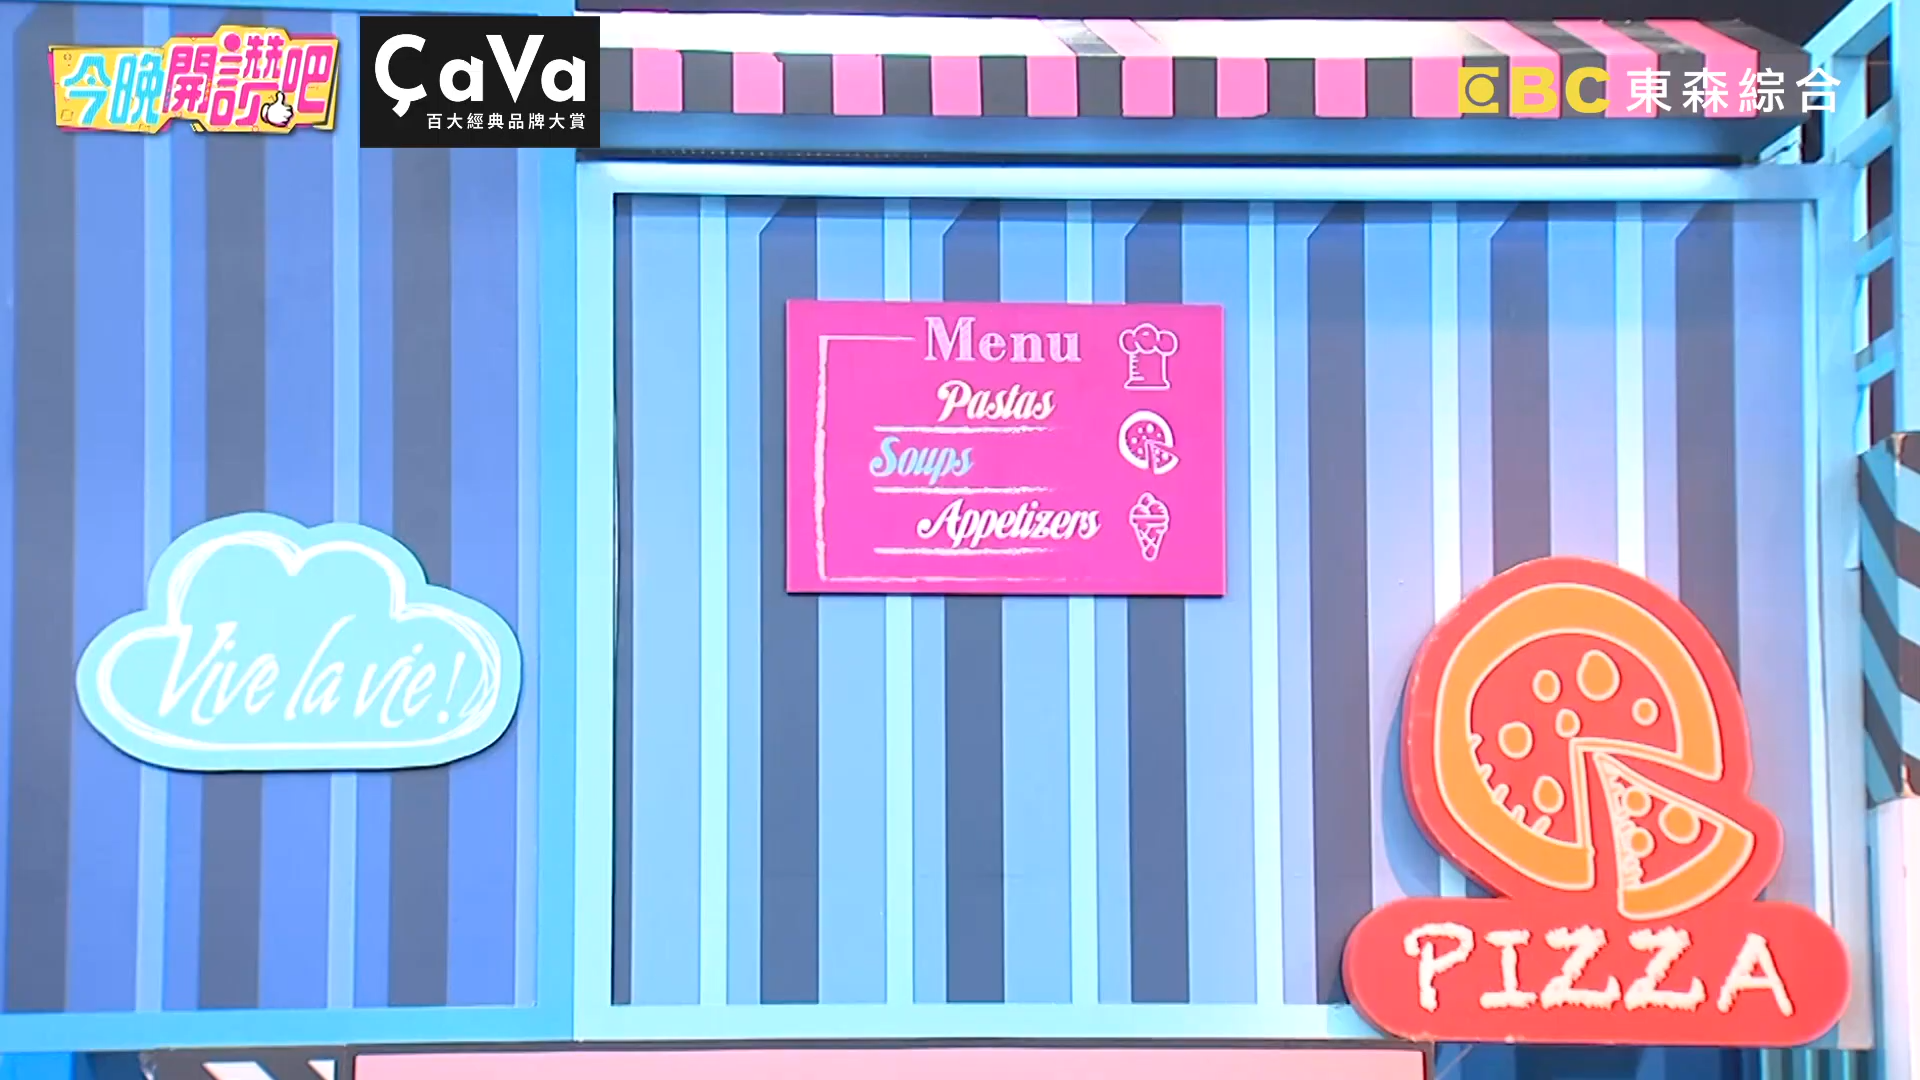 今晚開讚吧
ÇaVa
百大經典品牌大賞
EBC 東森綜合
Menu
Pastas
Soups
Appetizers
Vive la vie!
PIZZA